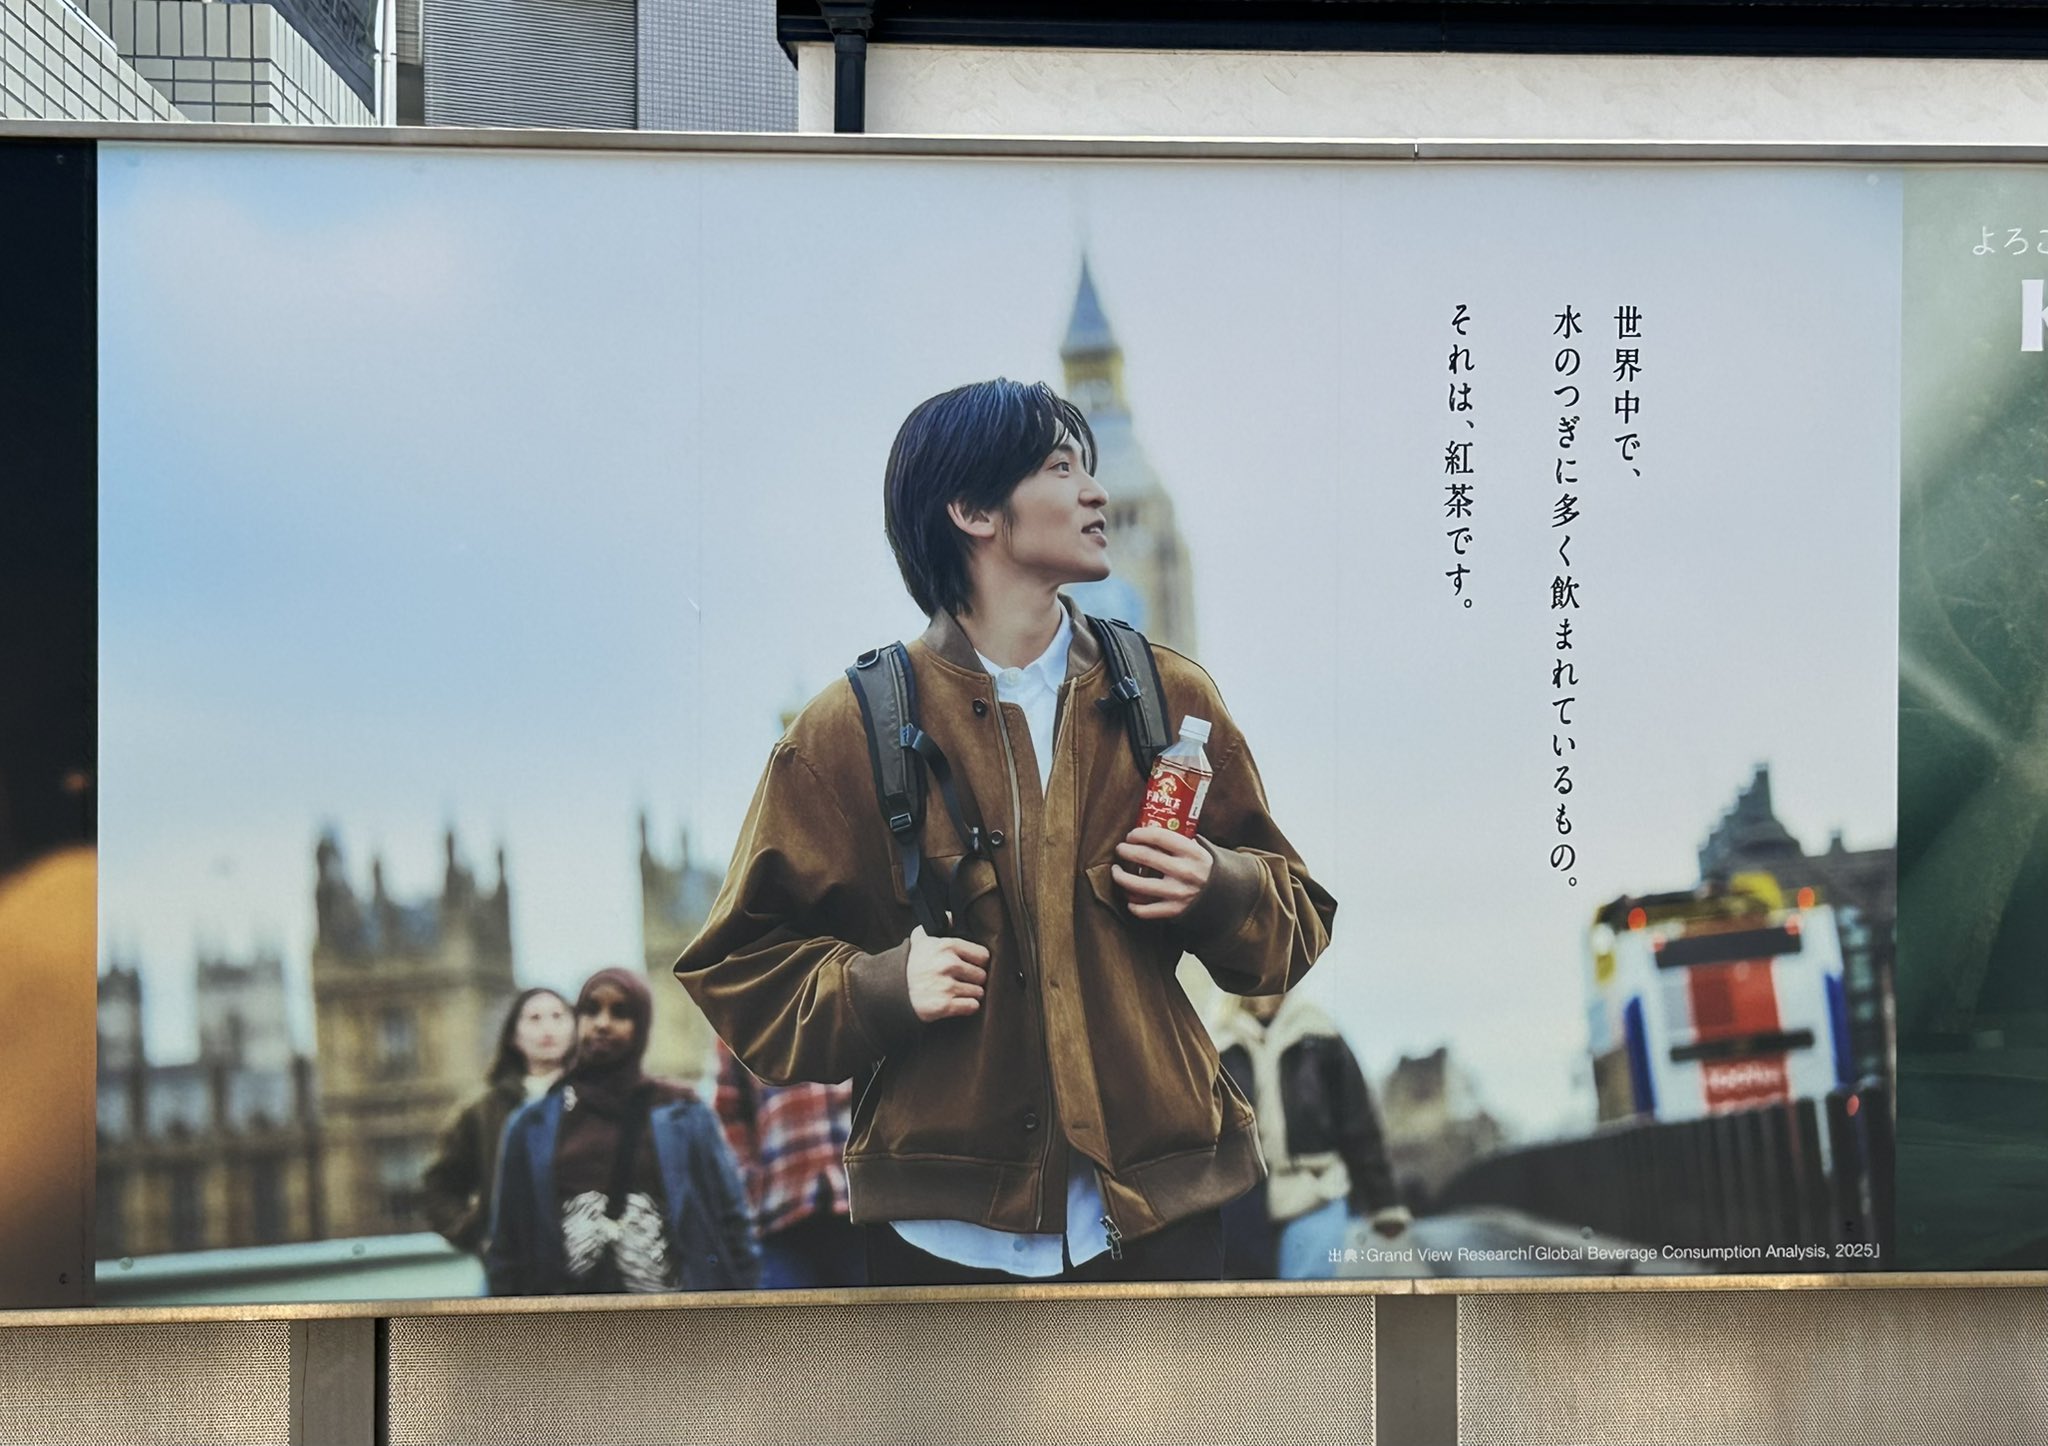 世界中で、
水のつぎに多く飲まれているもの。
それは、紅茶です。
出典：Grand View Research「Global Beverage Consumption Analysis, 2025」
よろこ